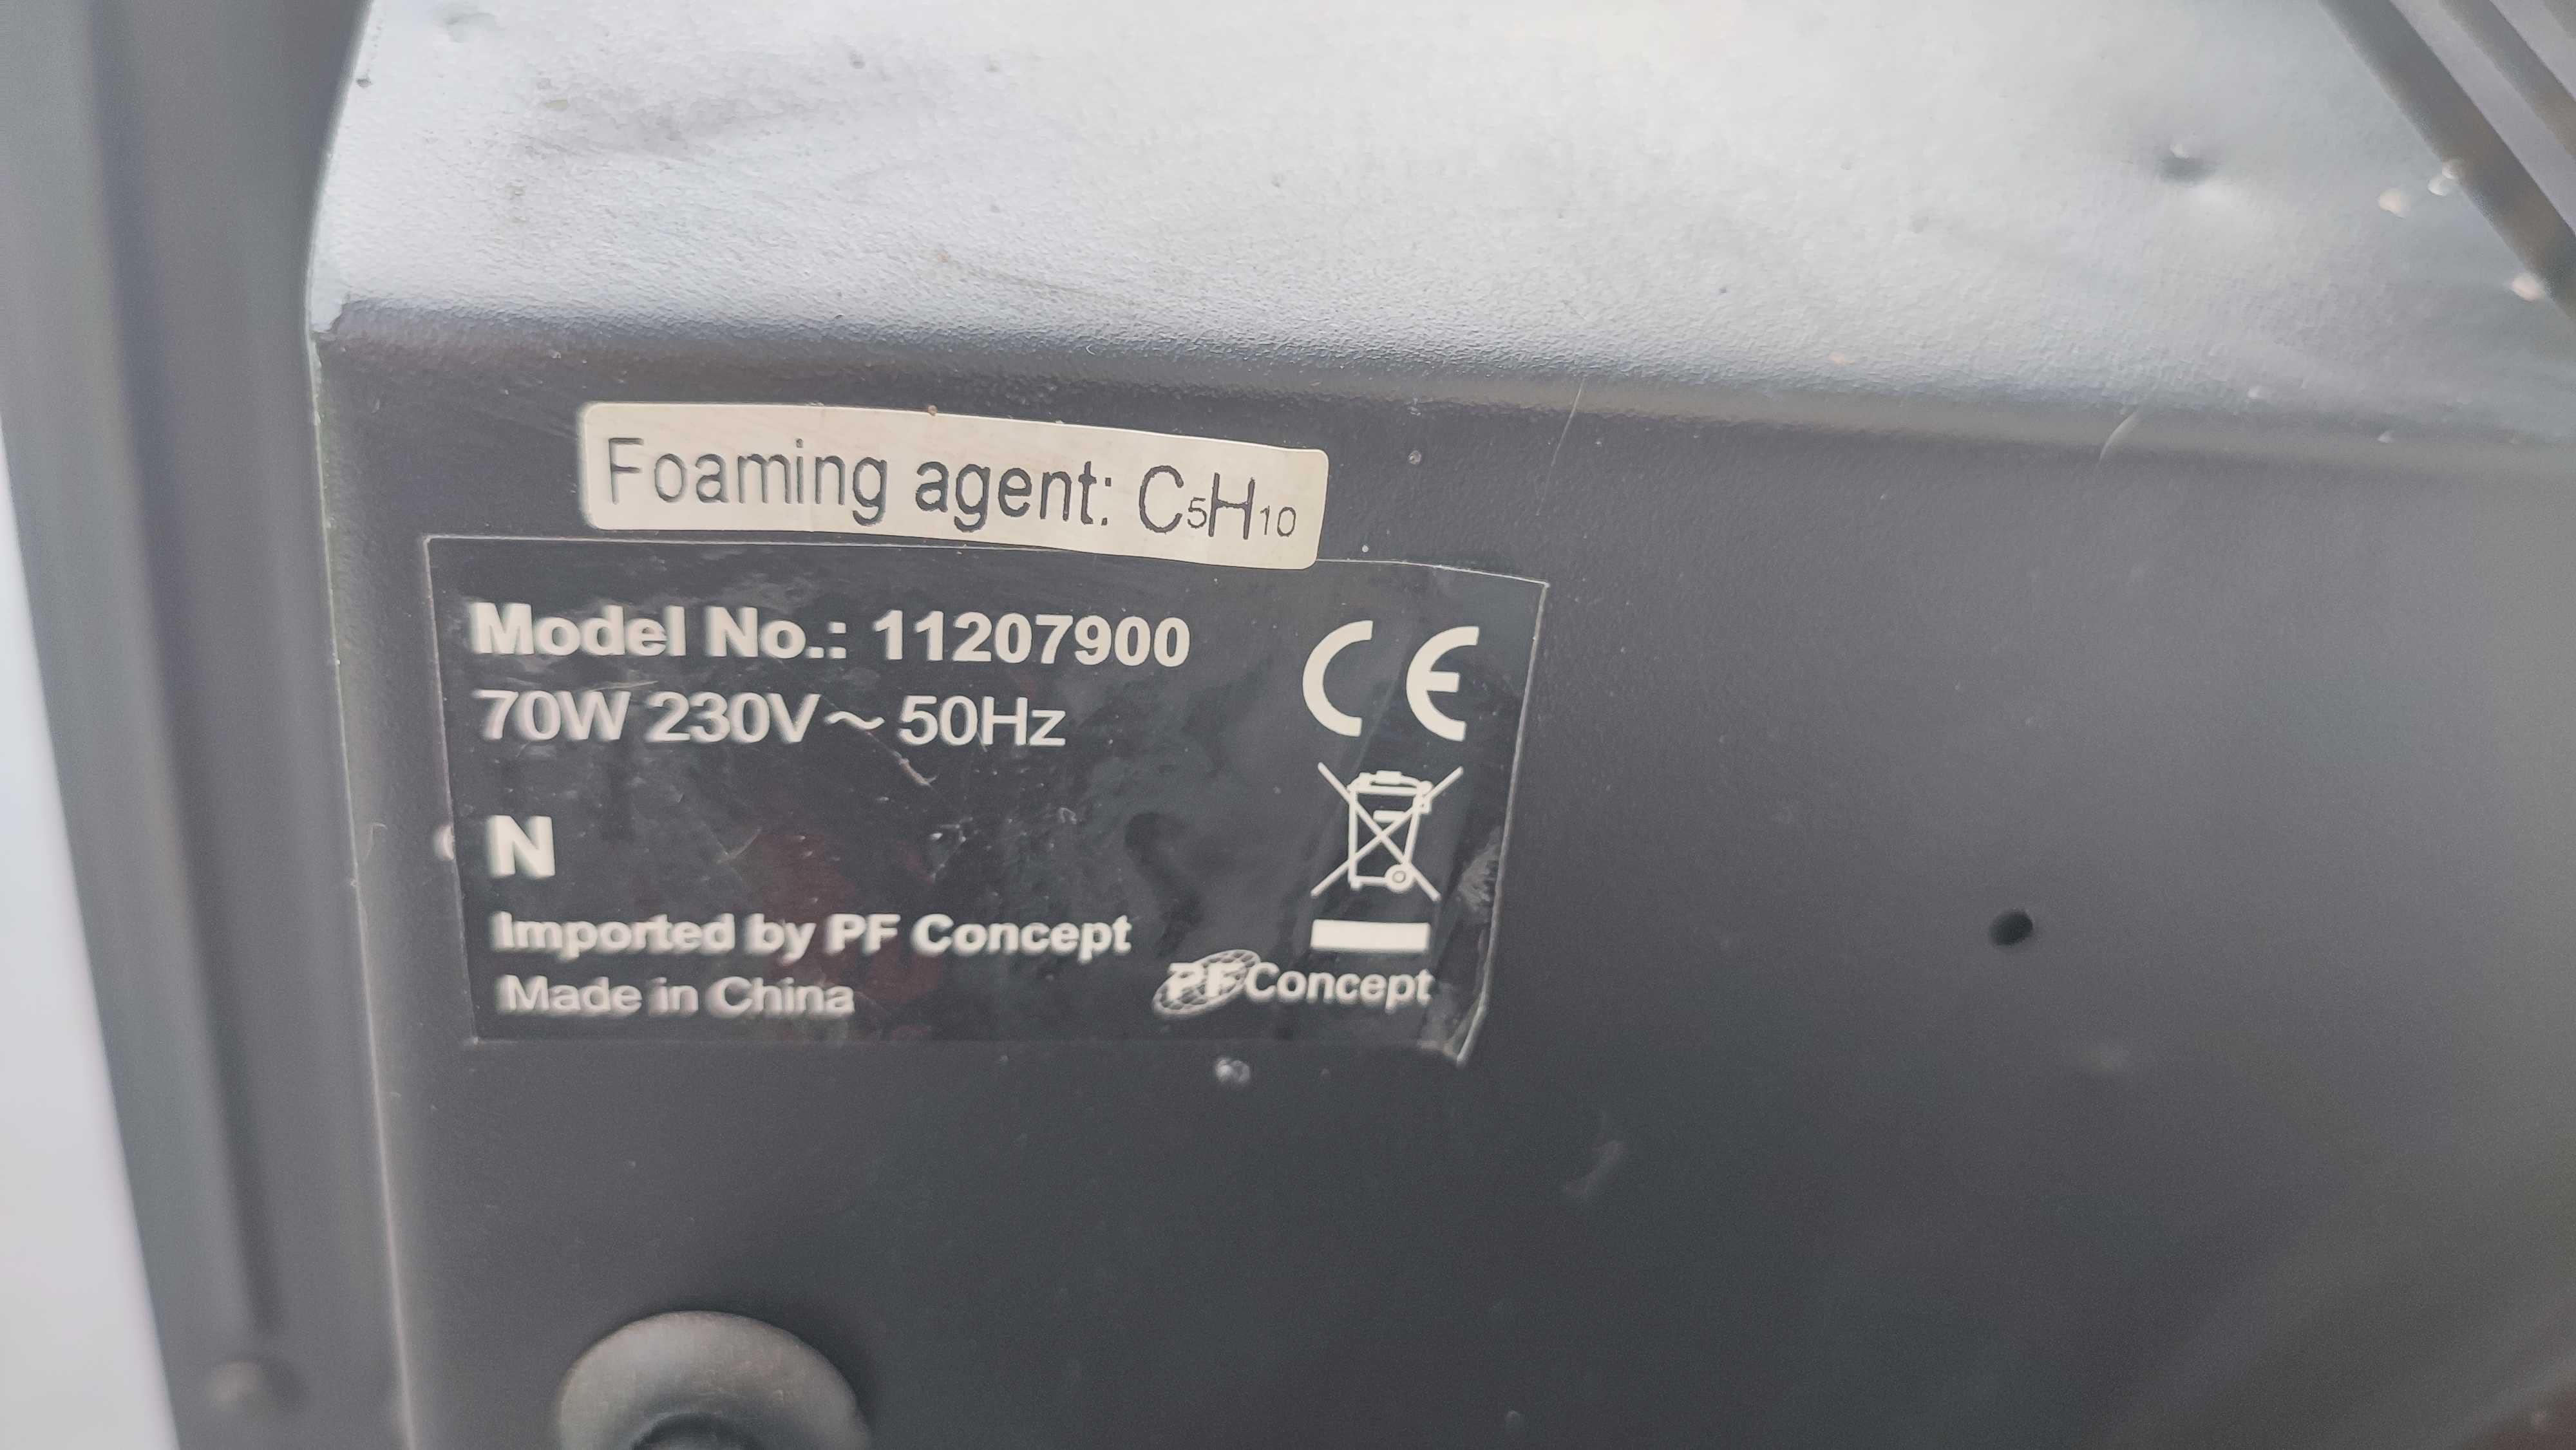 Foaming agent: C₅H₁₀
Model No.: 11207900
CE
70W 230V～50Hz
N
Imported by PF Concept
Made in China
PF Concept